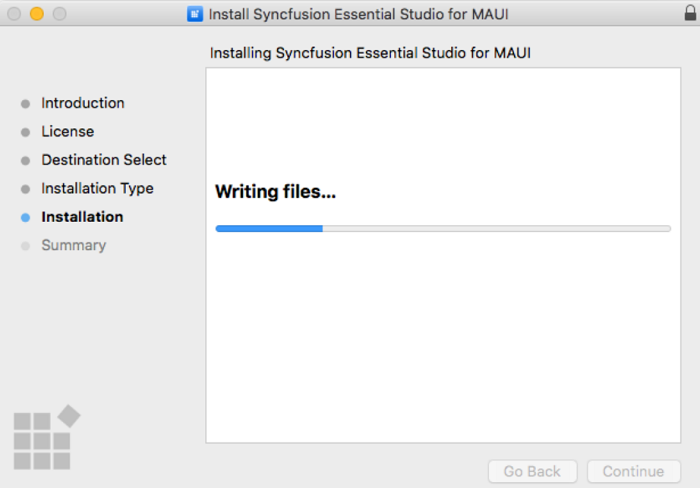 Install Syncfusion Essential Studio for MAUI
Installing Syncfusion Essential Studio for MAUI
Introduction
License
Destination Select
Installation Type
Installation
Summary
Writing files...
Go Back
Continue